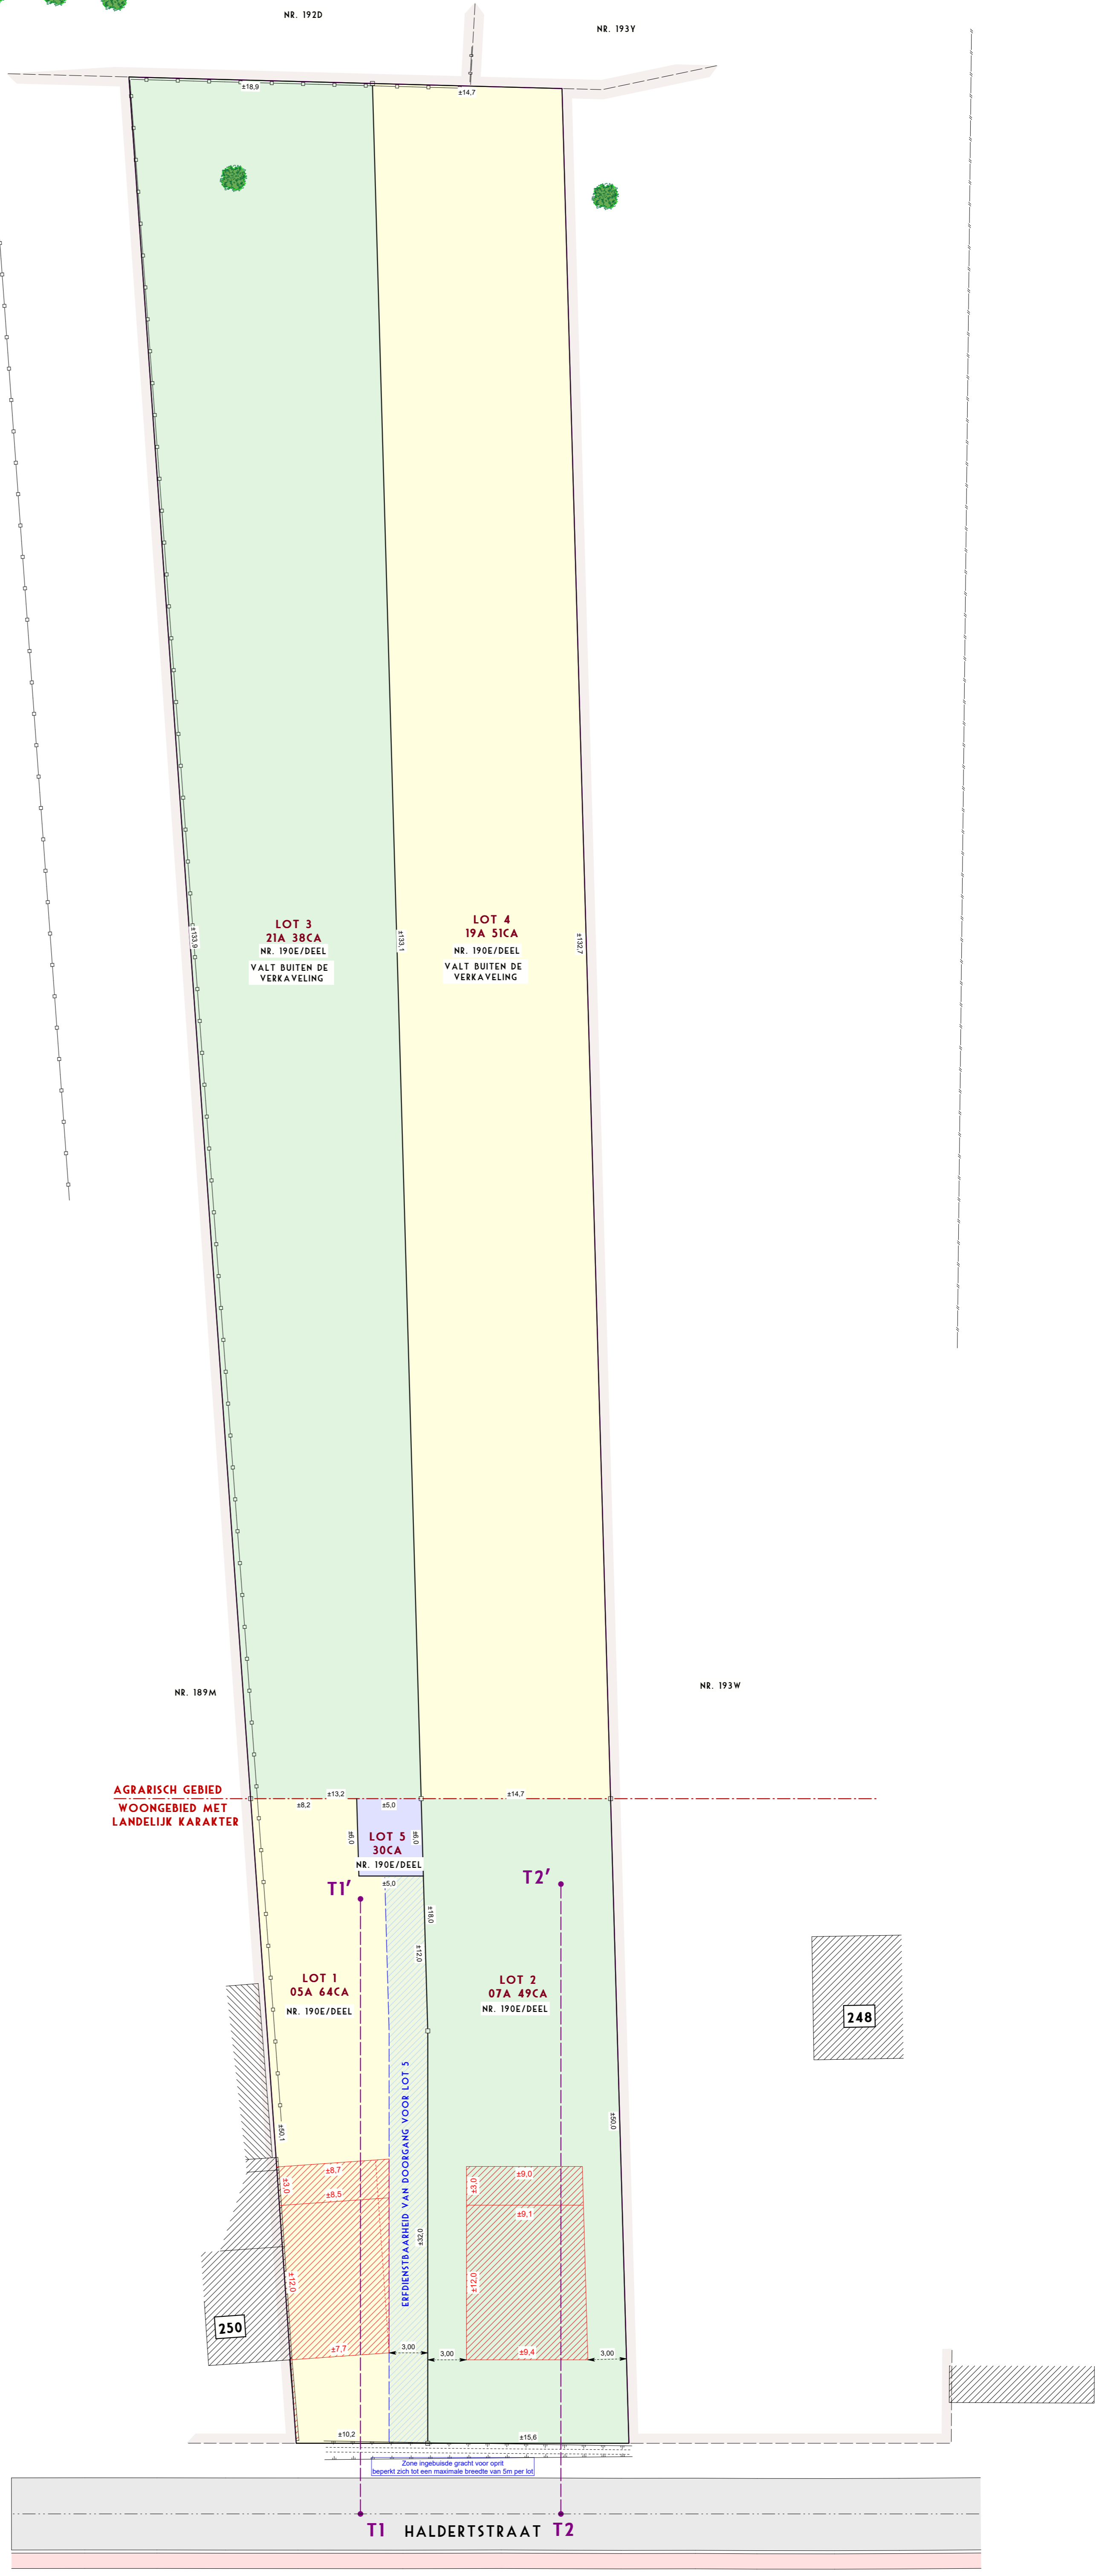 NR. 192D
NR. 193Y
±18,9
±14,7
LOT 3
21A 38CA
NR. 190E/DEEL
VALT BUITEN DE
VERKAVELING
LOT 4
19A 51CA
NR. 190E/DEEL
VALT BUITEN DE
VERKAVELING
±133,9
±133,1
±132,7
NR. 189M
NR. 193W
AGRARISCH GEBIED
WOONGEBIED MET
LANDELIJK KARAKTER
±13,2
±14,7
±8,2
±5,0
±6,0
±6,0
LOT 5
30CA
NR. 190E/DEEL
±5,0
T1'
T2'
±18,0
±12,0
LOT 1
05A 64CA
NR. 190E/DEEL
LOT 2
07A 49CA
NR. 190E/DEEL
248
ERFDIENSTBAARHEID VAN DOORGANG VOOR LOT 5
±50,1
±50,0
±8,7
±3,0
±8,5
±9,0
±3,0
±9,1
±32,0
±12,0
±12,0
250
±7,7
3,00
3,00
±9,4
3,00
±10,2
±15,6
Zone ingebuisde gracht voor oprit
beperkt zich tot een maximale breedte van 5m per lot
T1 HALDERTSTRAAT T2